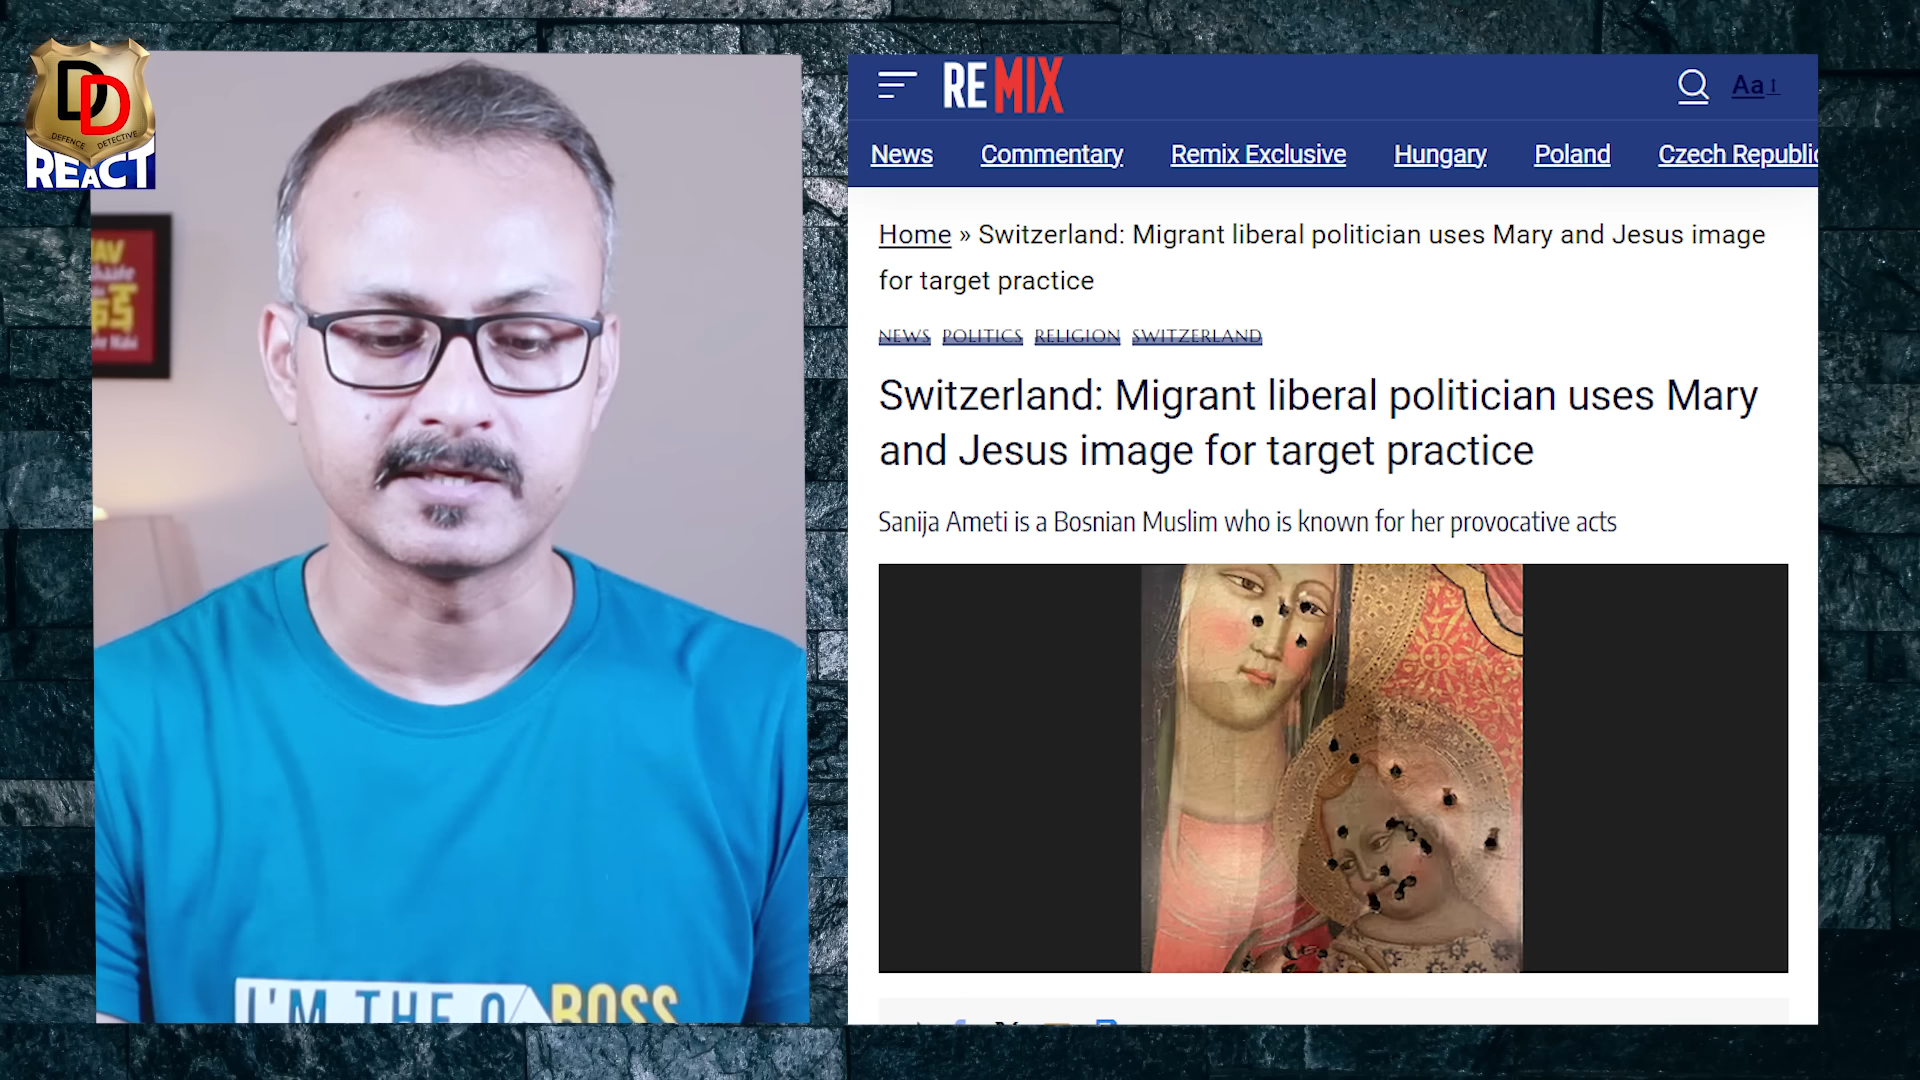 DD
DEFENCE DETECTIVE
REACT
I'M THE
BOSS
REMIX
Aa
News Commentary Remix Exclusive Hungary Poland Czech Republic
Home » Switzerland: Migrant liberal politician uses Mary and Jesus image
for target practice
NEWS POLITICS RELIGION SWITZERLAND
Switzerland: Migrant liberal politician uses Mary
and Jesus image for target practice
Sanija Ameti is a Bosnian Muslim who is known for her provocative acts